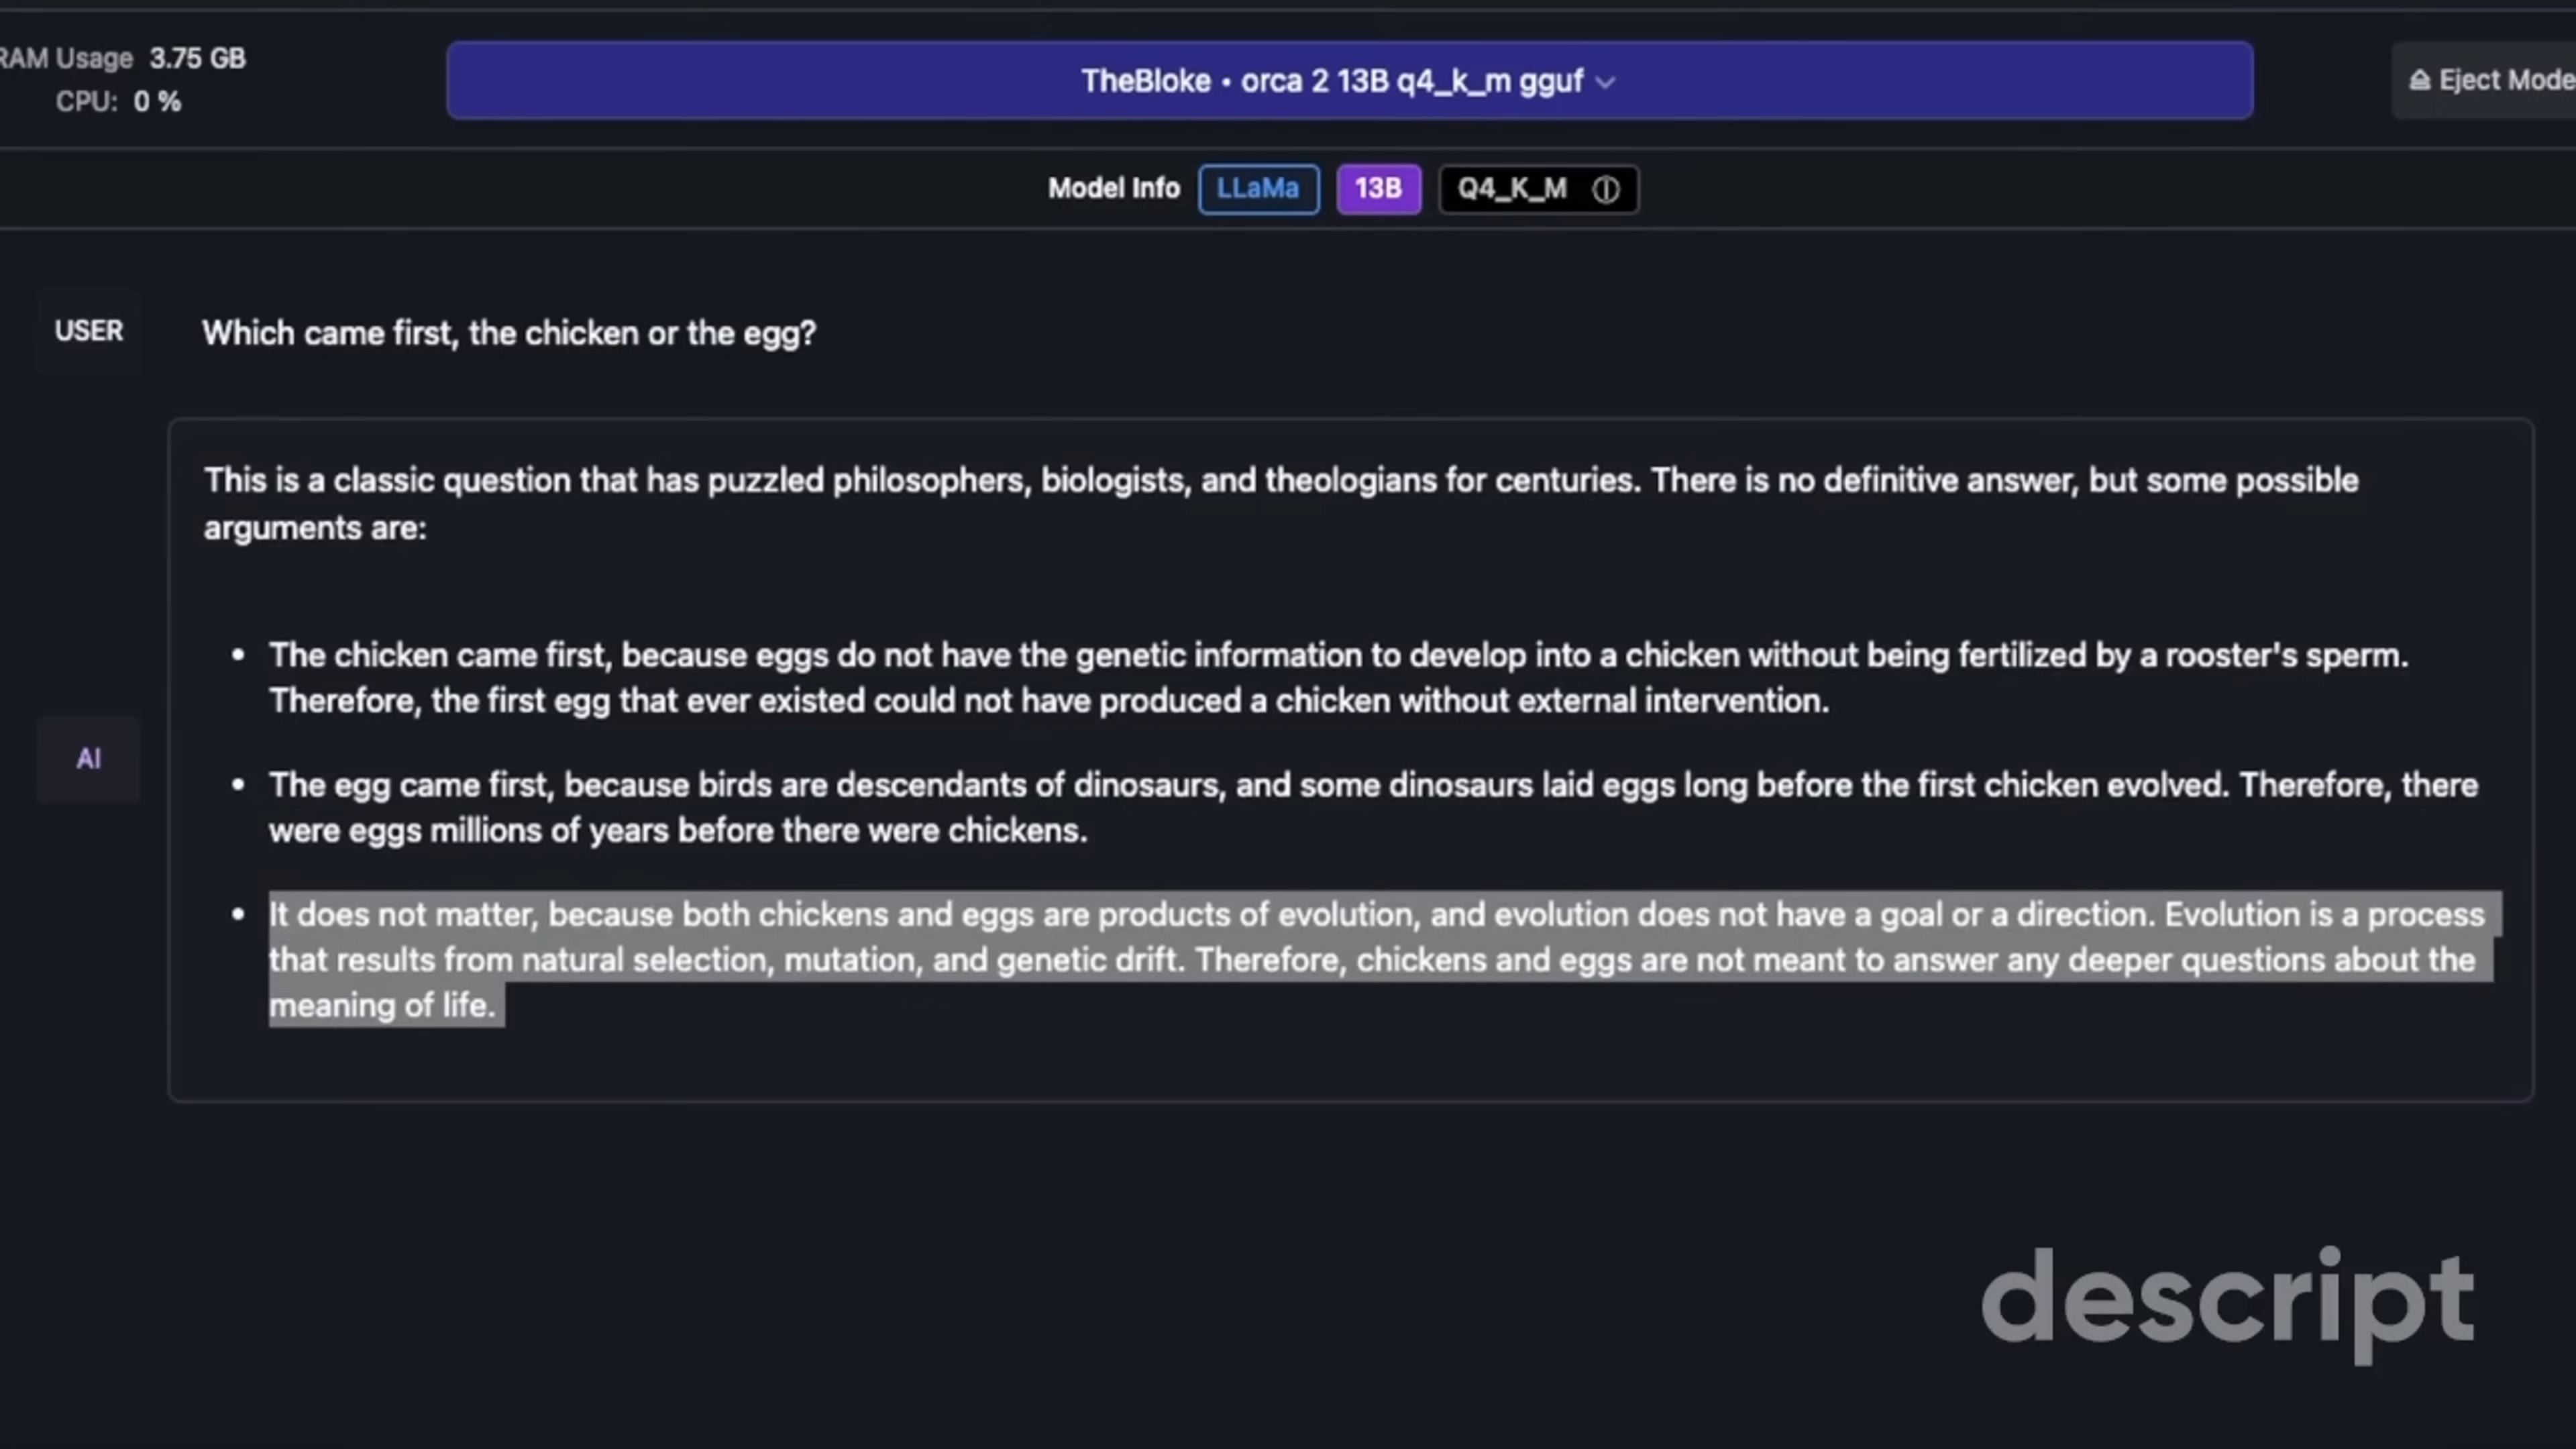 RAM Usage 3.75 GB
CPU: 0 %
TheBloke • orca 2 13B q4_k_m gguf
Eject Mode
Model Info LLaMa 13B Q4_K_M
USER
Which came first, the chicken or the egg?
This is a classic question that has puzzled philosophers, biologists, and theologians for centuries. There is no definitive answer, but some possible
arguments are:
• The chicken came first, because eggs do not have the genetic information to develop into a chicken without being fertilized by a rooster's sperm.
Therefore, the first egg that ever existed could not have produced a chicken without external intervention.
AI
• The egg came first, because birds are descendants of dinosaurs, and some dinosaurs laid eggs long before the first chicken evolved. Therefore, there
were eggs millions of years before there were chickens.
• It does not matter, because both chickens and eggs are products of evolution, and evolution does not have a goal or a direction. Evolution is a process
that results from natural selection, mutation, and genetic drift. Therefore, chickens and eggs are not meant to answer any deeper questions about the
meaning of life.
descript